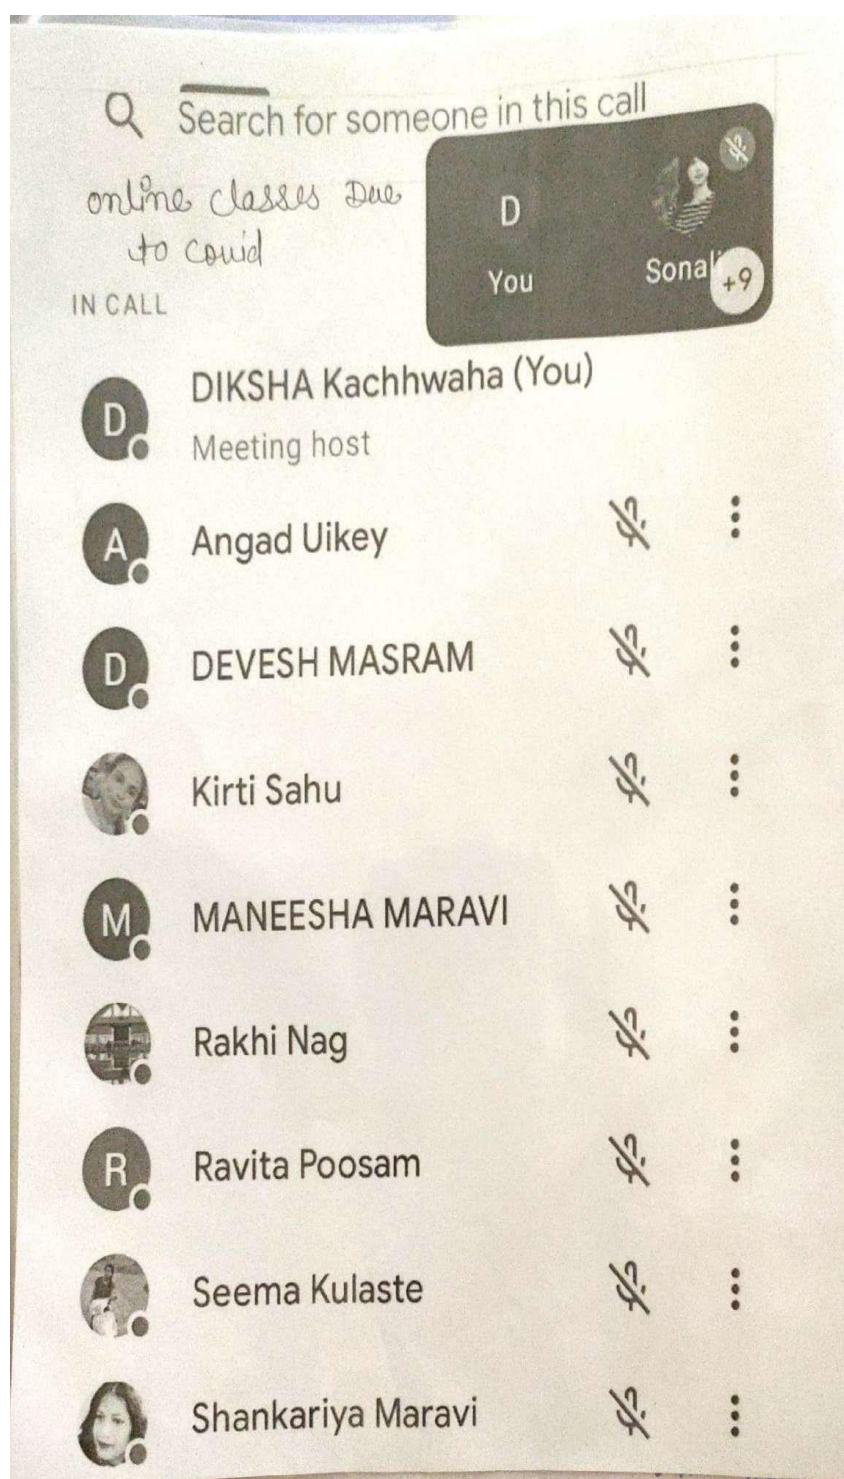 Search for someone in this call
online classes Due
to covid
D
You
Sonali
+9
IN CALL
D
DIKSHA Kachhwaha (You)
Meeting host
A
Angad Uikey
D
DEVESH MASRAM
Kirti Sahu
M
MANEESHA MARAVI
Rakhi Nag
R
Ravita Poosam
Seema Kulaste
Shankariya Maravi